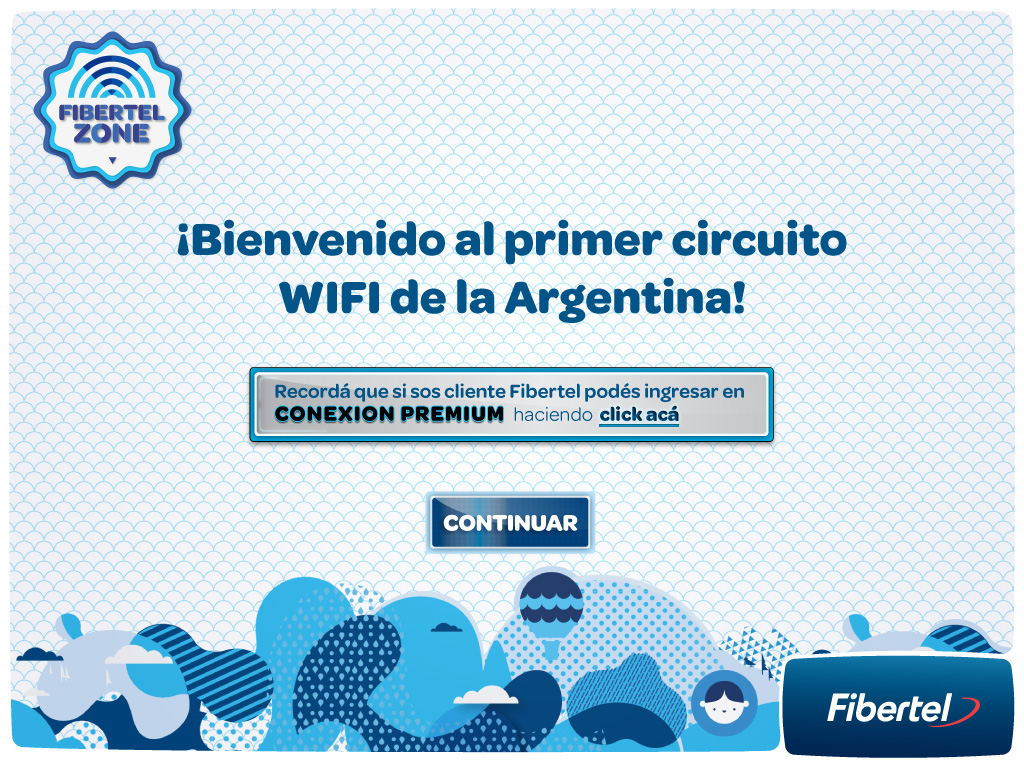 FIBERTEL
ZONE
¡Bienvenido al primer circuito
WIFI de la Argentina!
Recordá que si sos cliente Fibertel podés ingresar en
CONEXION PREMIUM haciendo click acá
CONTINUAR
Fibertel